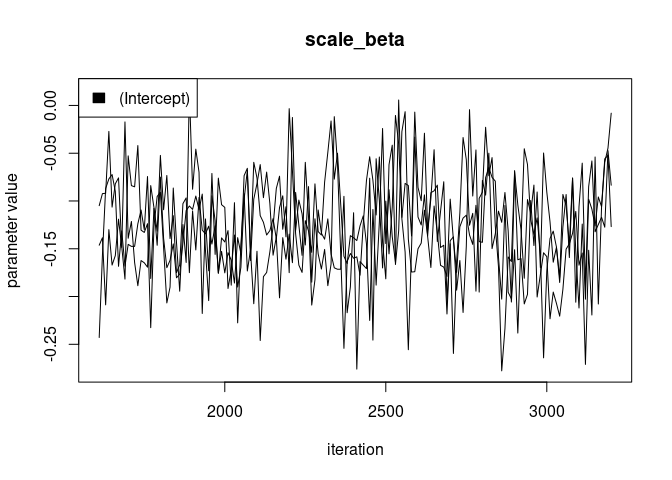 scale_beta
(Intercept)
0.00
-0.05
-0.15
-0.25
parameter value
2000 2500 3000
iteration